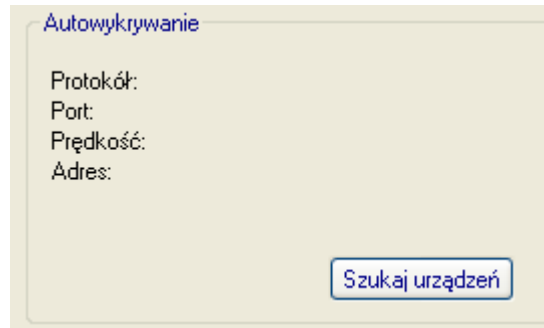 Autowykrywanie
Protokół:
Port:
Prędkość:
Adres:
Szukaj urządzeń